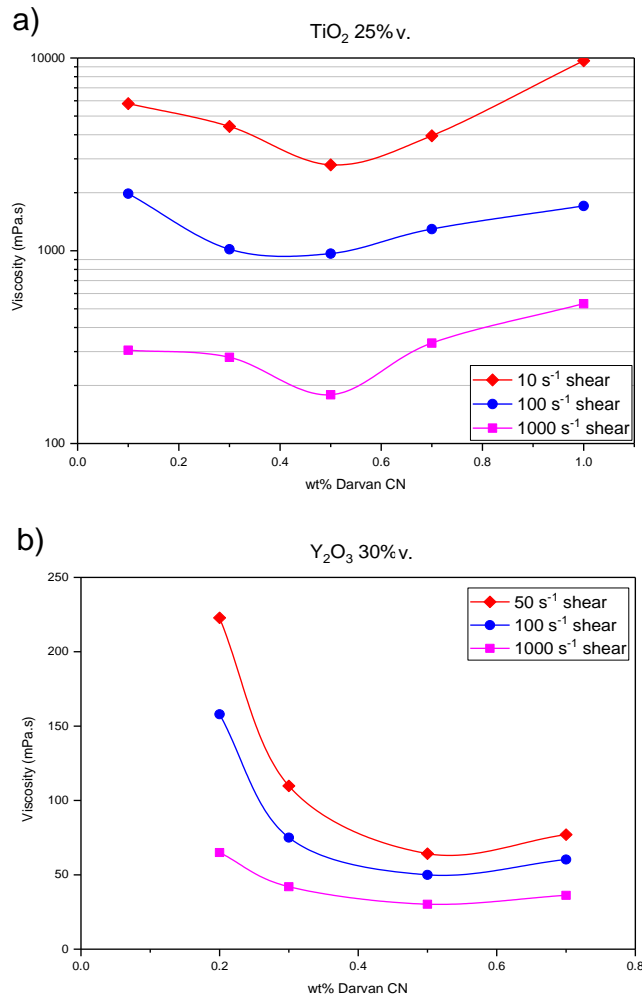 a)
TiO₂ 25% v.
10000
1000
100
Viscosity (mPa.s)
10 s⁻¹ shear
100 s⁻¹ shear
1000 s⁻¹ shear
0.0 0.2 0.4 0.6 0.8 1.0
wt% Darvan CN
b)
Y₂O₃ 30%v.
250
200
150
100
50
0
Viscosity (mPa.s)
50 s⁻¹ shear
100 s⁻¹ shear
1000 s⁻¹ shear
0.0 0.2 0.4 0.6 0.8
wt% Darvan CN